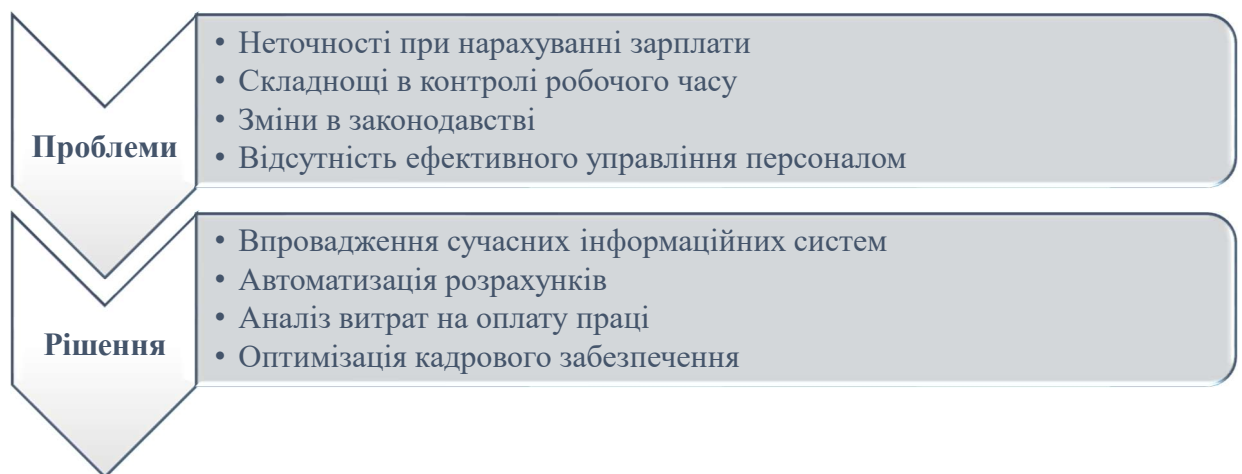 Проблеми
• Неточності при нарахуванні зарплати
• Складнощі в контролі робочого часу
• Зміни в законодавстві
• Відсутність ефективного управління персоналом
Рішення
• Впровадження сучасних інформаційних систем
• Автоматизація розрахунків
• Аналіз витрат на оплату праці
• Оптимізація кадрового забезпечення